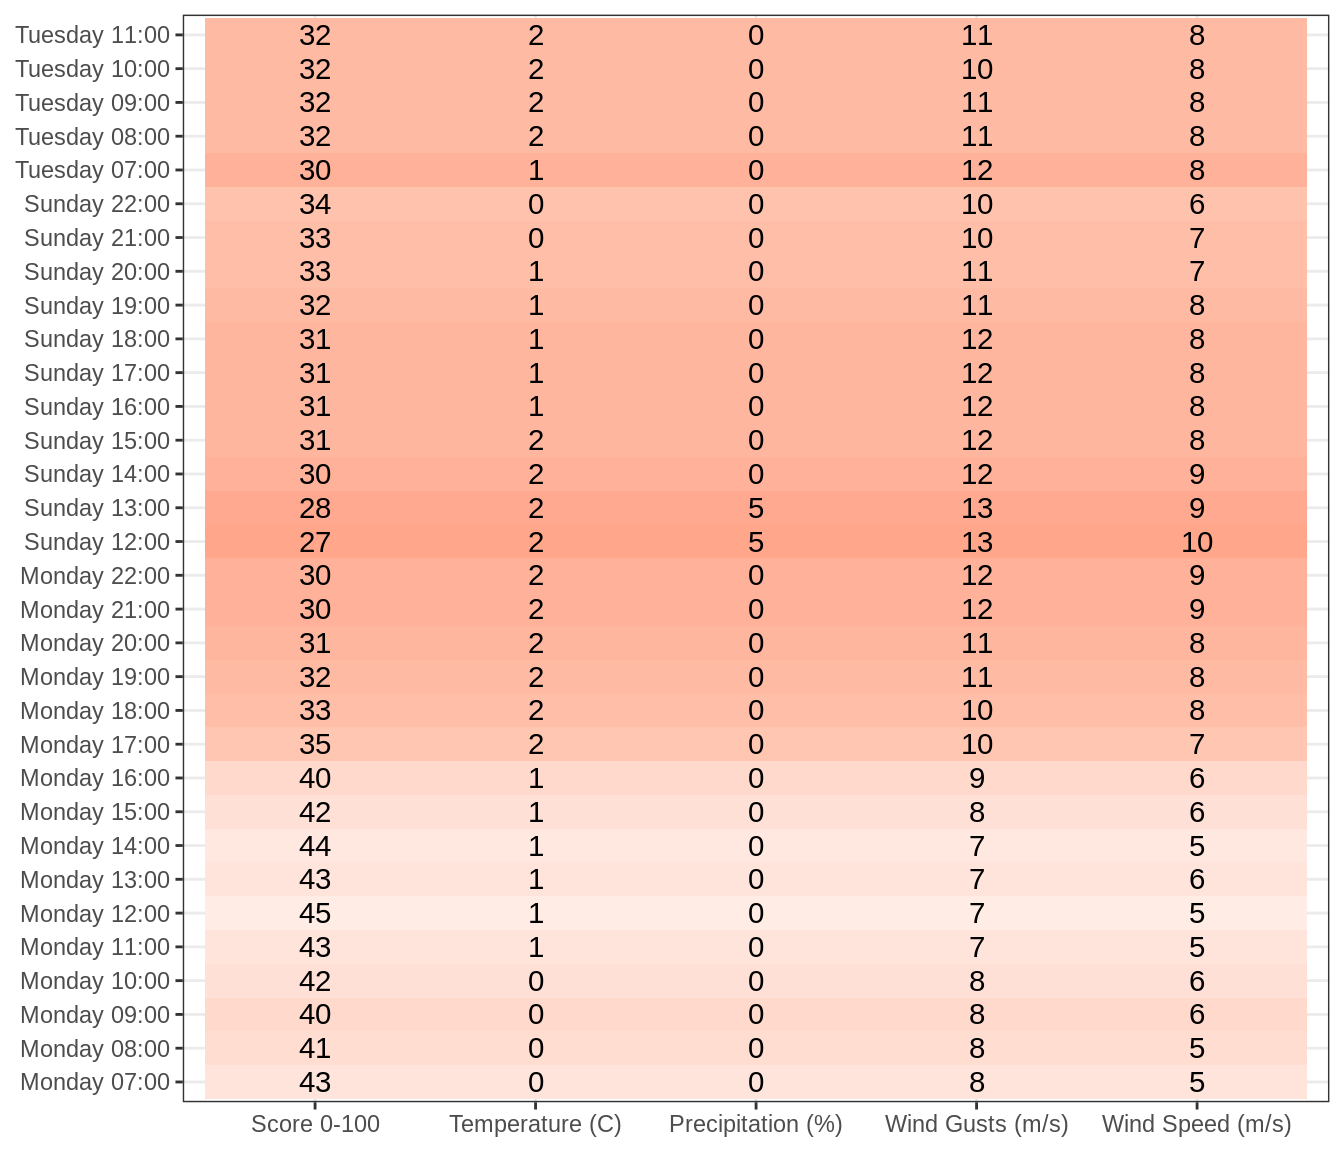 Tuesday 11:00 32 2 0 11 8
Tuesday 10:00 32 2 0 10 8
Tuesday 09:00 32 2 0 11 8
Tuesday 08:00 32 2 0 11 8
Tuesday 07:00 30 1 0 12 8
Sunday 22:00 34 0 0 10 6
Sunday 21:00 33 0 0 10 7
Sunday 20:00 33 1 0 11 7
Sunday 19:00 32 1 0 11 8
Sunday 18:00 31 1 0 12 8
Sunday 17:00 31 1 0 12 8
Sunday 16:00 31 1 0 12 8
Sunday 15:00 31 2 0 12 8
Sunday 14:00 30 2 0 12 9
Sunday 13:00 28 2 5 13 9
Sunday 12:00 27 2 5 13 10
Monday 22:00 30 2 0 12 9
Monday 21:00 30 2 0 12 9
Monday 20:00 31 2 0 11 8
Monday 19:00 32 2 0 11 8
Monday 18:00 33 2 0 10 8
Monday 17:00 35 2 0 10 7
Monday 16:00 40 1 0 9 6
Monday 15:00 42 1 0 8 6
Monday 14:00 44 1 0 7 5
Monday 13:00 43 1 0 7 6
Monday 12:00 45 1 0 7 5
Monday 11:00 43 1 0 7 5
Monday 10:00 42 0 0 8 6
Monday 09:00 40 0 0 8 6
Monday 08:00 41 0 0 8 5
Monday 07:00 43 0 0 8 5
Score 0-100 Temperature (C) Precipitation (%) Wind Gusts (m/s) Wind Speed (m/s)